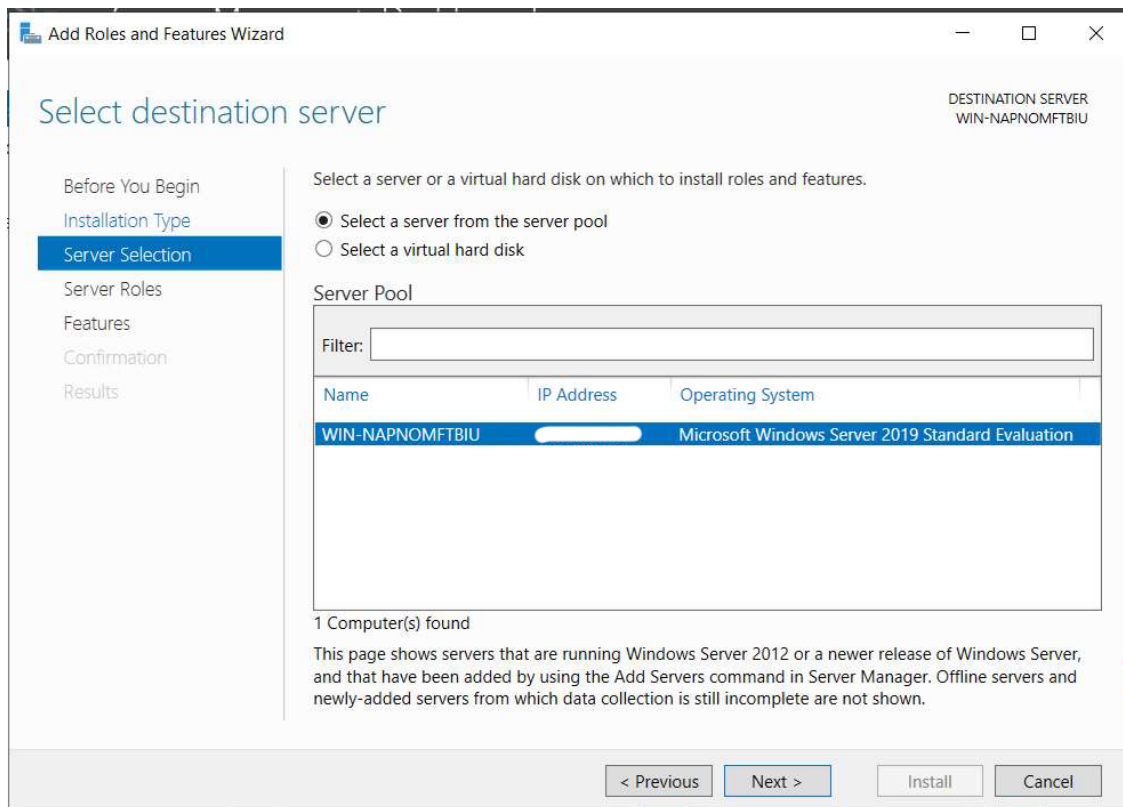 Add Roles and Features Wizard
Select destination server
DESTINATION SERVER
WIN-NAPNOMFTBIU
Before You Begin
Installation Type
Server Selection
Server Roles
Features
Confirmation
Results
Select a server or a virtual hard disk on which to install roles and features.
Select a server from the server pool
Select a virtual hard disk
Server Pool
Filter:
Name IP Address Operating System
WIN-NAPNOMFTBIU Microsoft Windows Server 2019 Standard Evaluation
1 Computer(s) found
This page shows servers that are running Windows Server 2012 or a newer release of Windows Server,
and that have been added by using the Add Servers command in Server Manager. Offline servers and
newly-added servers from which data collection is still incomplete are not shown.
< Previous Next > Install Cancel